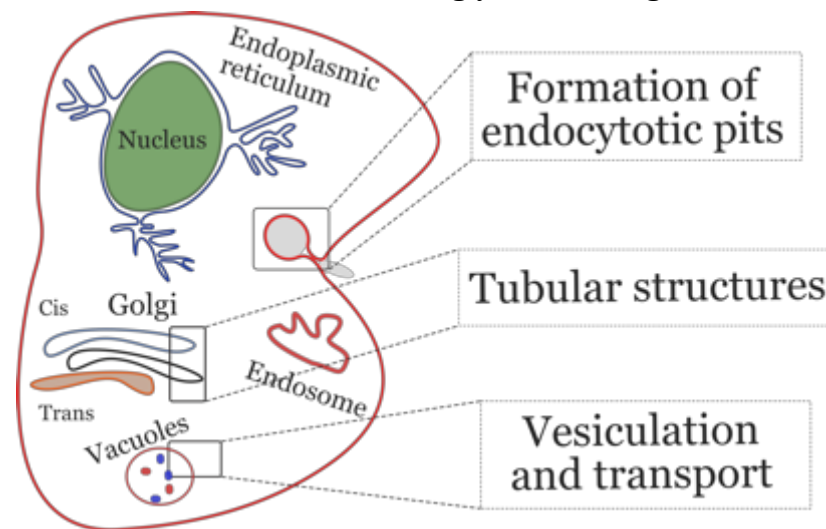 Endoplasmic
reticulum
Nucleus
Formation of
endocytotic pits
Cis
Golgi
Tubular structures
Endosome
Trans
Vacuoles
Vesiculation
and transport